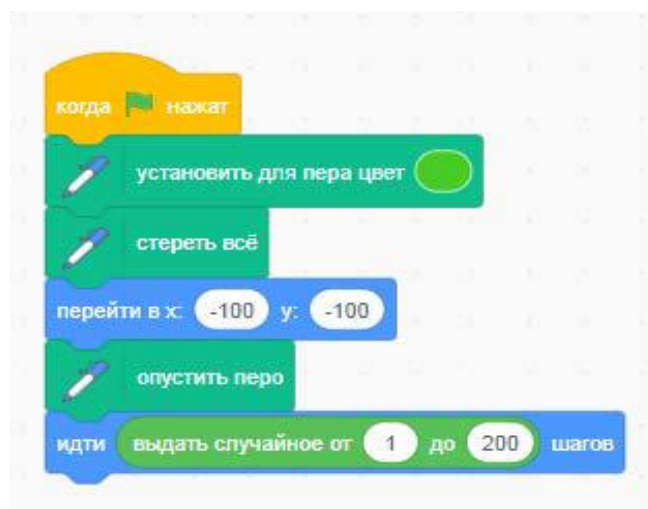 когда нажат
установить для пера цвет
стереть всё
перейти в x: -100 y: -100
опустить перо
идти выдать случайное от 1 до 200 шагов